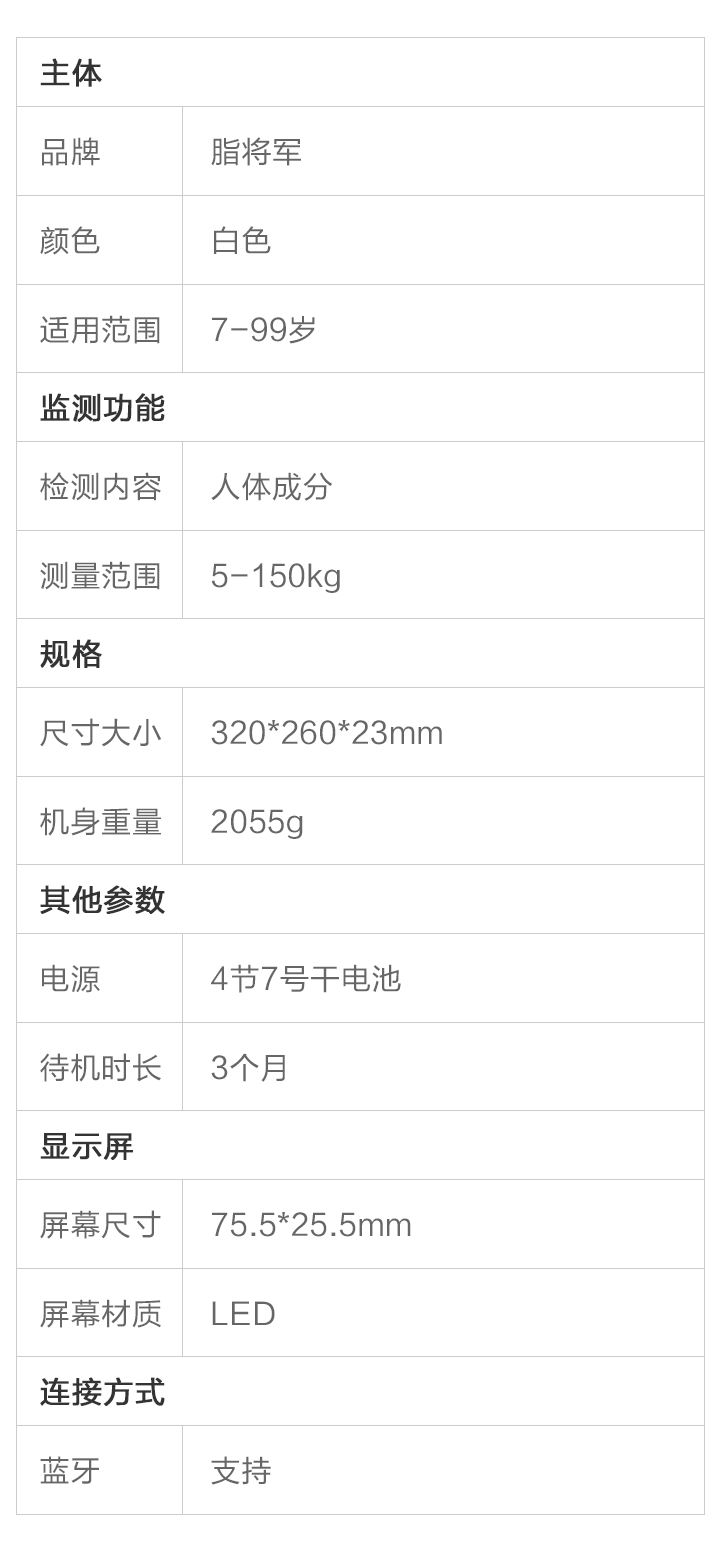 主体
品牌 脂将军
颜色 白色
适用范围 7-99岁
监测功能
检测内容 人体成分
测量范围 5-150kg
规格
尺寸大小 320*260*23mm
机身重量 2055g
其他参数
电源 4节7号干电池
待机时长 3个月
显示屏
屏幕尺寸 75.5*25.5mm
屏幕材质 LED
连接方式
蓝牙 支持